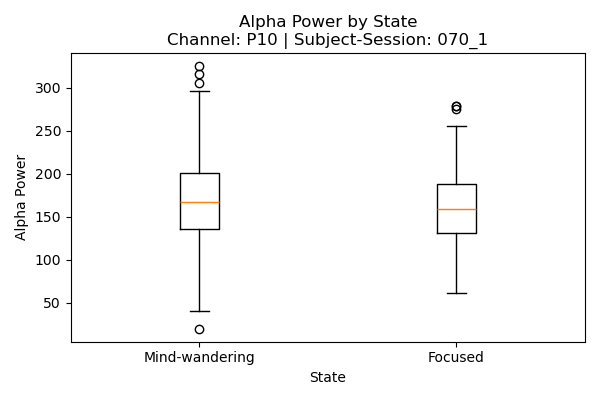 Alpha Power by State
Channel: P10 | Subject-Session: 070_1
Alpha Power
300
250
200
150
100
50
Mind-wandering
Focused
State